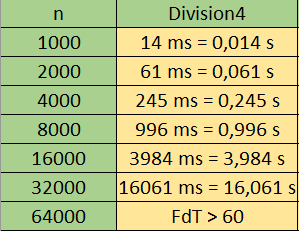 n Division4
1000 14 ms = 0,014 s
2000 61 ms = 0,061 s
4000 245 ms = 0,245 s
8000 996 ms = 0,996 s
16000 3984 ms = 3,984 s
32000 16061 ms = 16,061 s
64000 FdT > 60